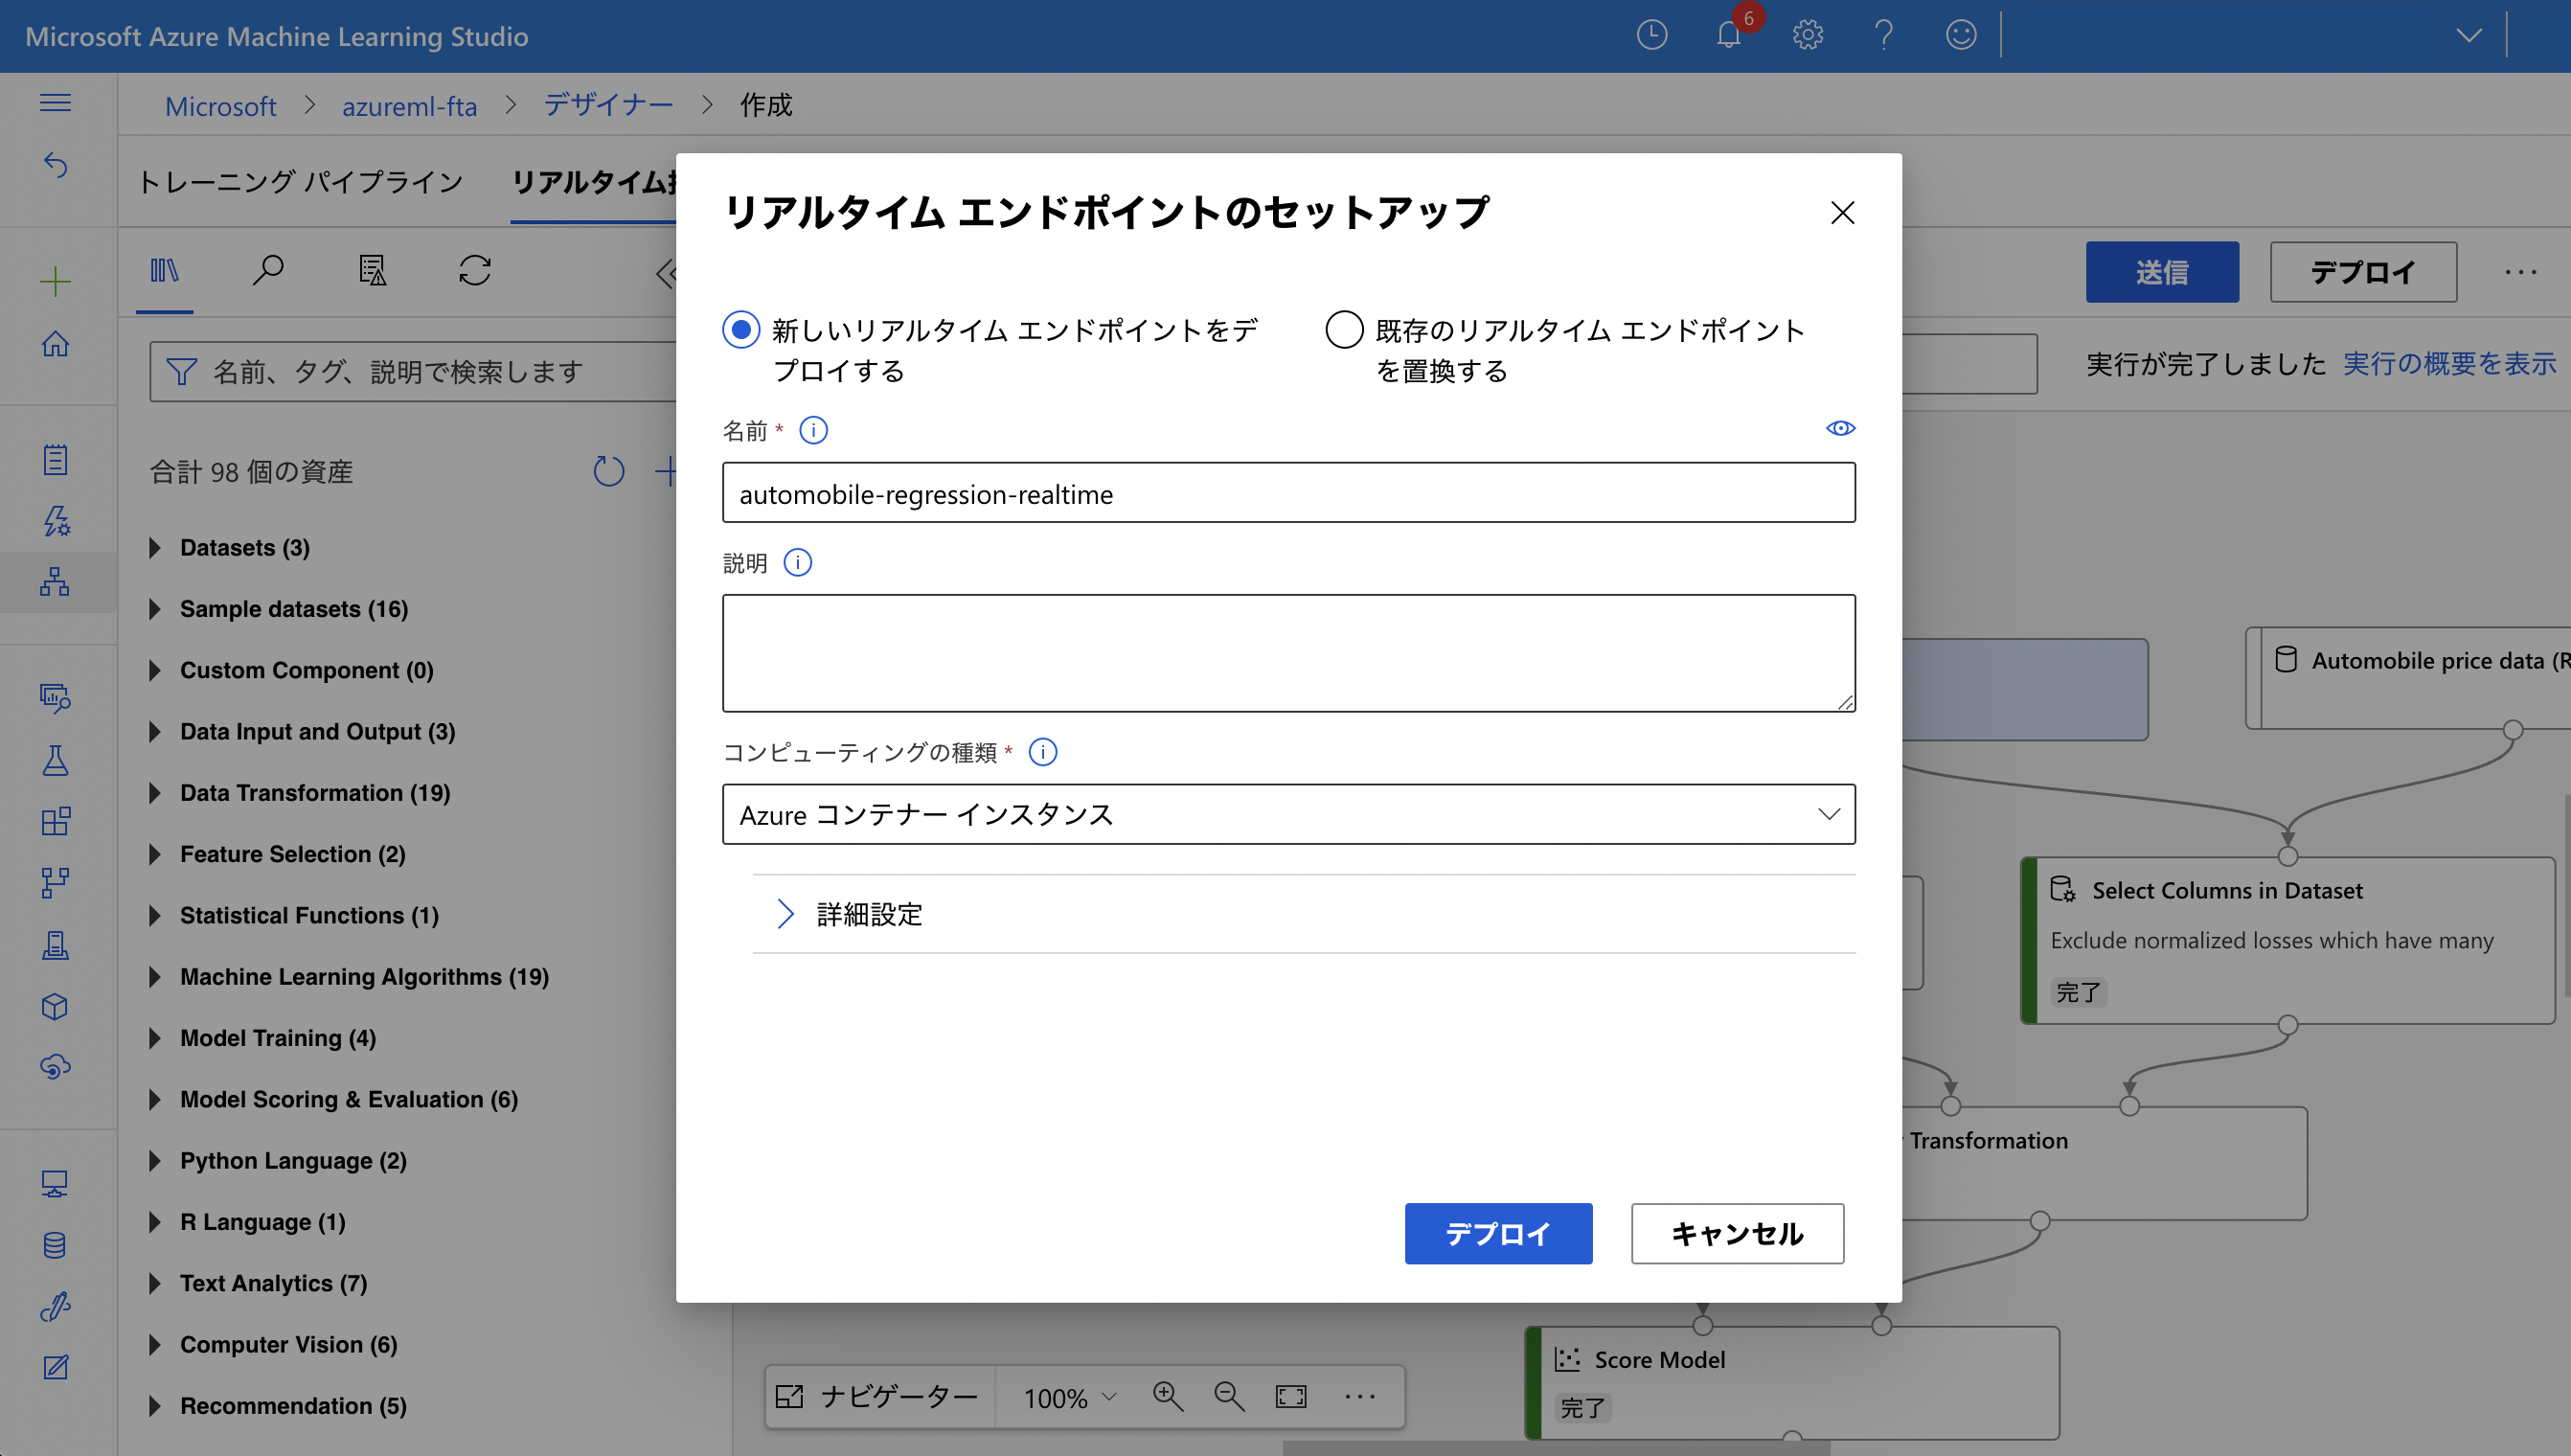 Microsoft Azure Machine Learning Studio
6
Microsoft > azureml-fta > デザイナー > 作成
トレーニング パイプライン
リアルタイム
送信
デプロイ
名前、タグ、説明で検索します
実行が完了しました 実行の概要を表示
合計 98 個の資産
Datasets (3)
Sample datasets (16)
Custom Component (0)
Data Input and Output (3)
Data Transformation (19)
Feature Selection (2)
Statistical Functions (1)
Machine Learning Algorithms (19)
Model Training (4)
Model Scoring & Evaluation (6)
Python Language (2)
R Language (1)
Text Analytics (7)
Computer Vision (6)
Recommendation (5)
リアルタイム エンドポイントのセットアップ
新しいリアルタイム エンドポイントをデ
プロイする
既存のリアルタイム エンドポイント
を置換する
名前 *
automobile-regression-realtime
説明
コンピューティングの種類 *
Azure コンテナー インスタンス
詳細設定
デプロイ
キャンセル
Automobile price data (R
Select Columns in Dataset
Exclude normalized losses which have many
完了
Transformation
Score Model
完了
ナビゲーター
100%